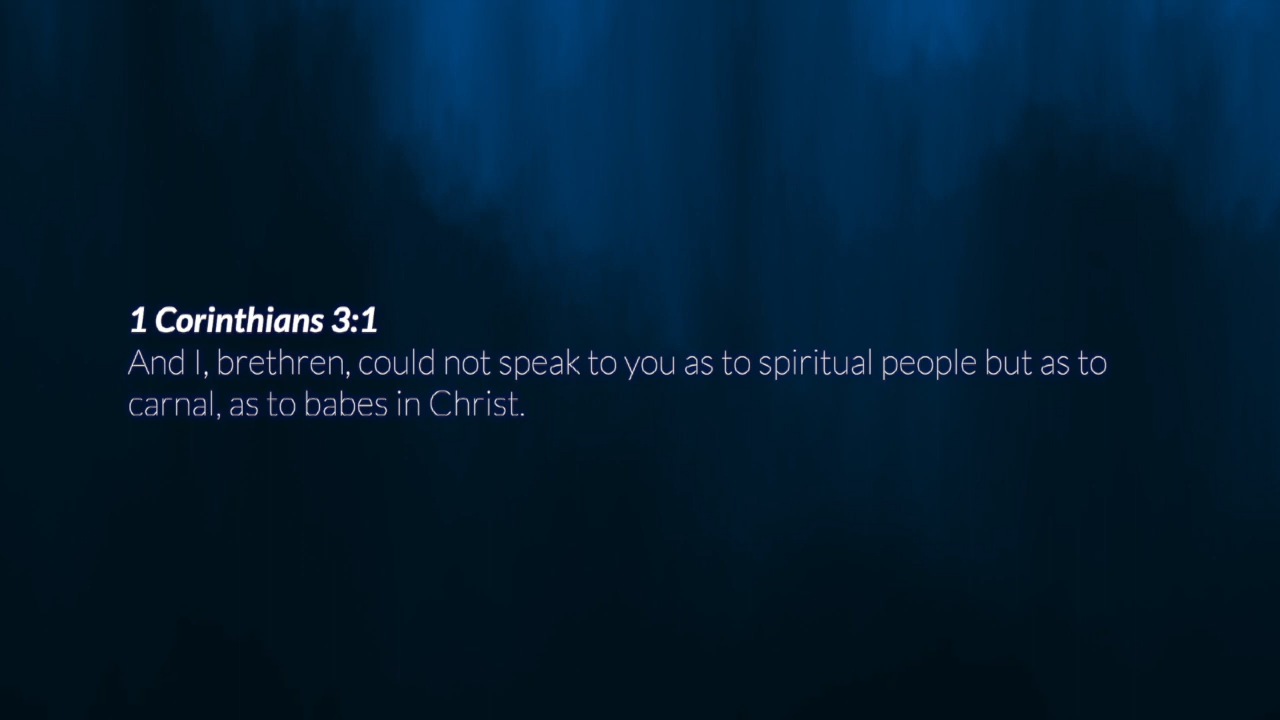 1 Corinthians 3:1
And I, brethren, could not speak to you as to spiritual people but as to
carnal, as to babes in Christ.